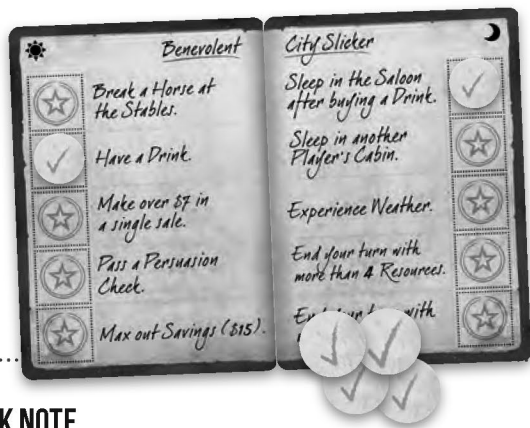 Benevolent
Break a Horse at
the Stables.
Have a Drink.
Make over $7 in
a single sale.
Pass a Persuasion
Check.
Max out Savings ($15).
City Slicker
Sleep in the Saloon
after buying a Drink.
Sleep in another
Player's Cabin.
Experience Weather.
End your turn with
more than 4 Resources.
with
K NOTE